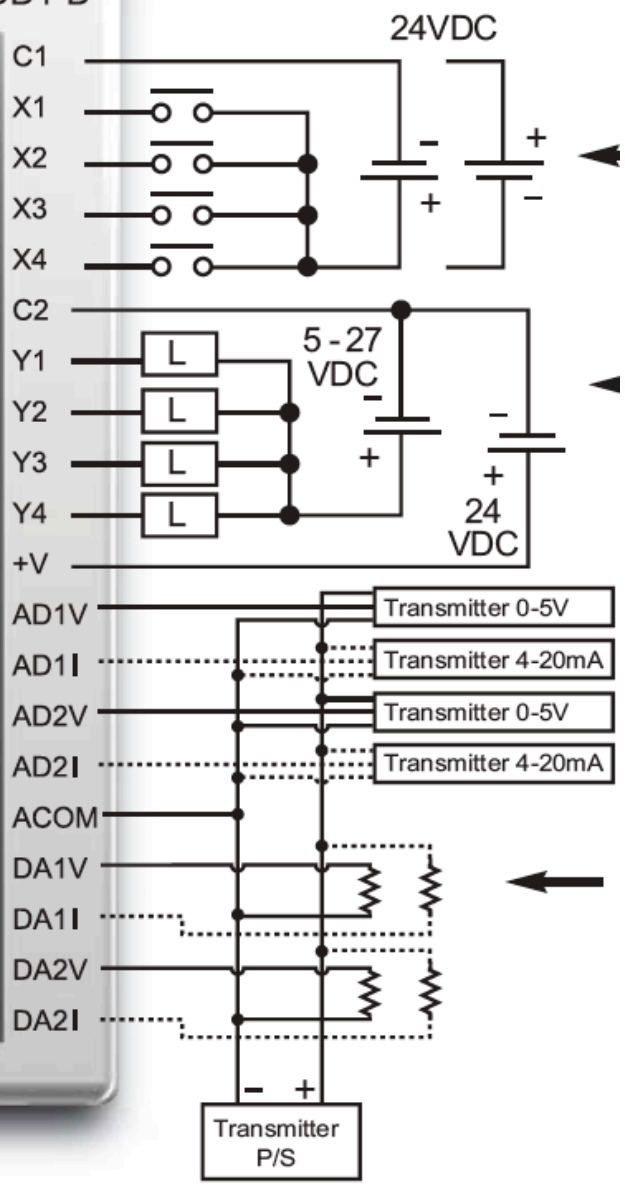 24VDC
C1
X1
X2
X3
X4
-
+
+
-
C2
5-27
VDC
-
+
-
+
24
VDC
Y1
L
Y2
L
Y3
L
Y4
L
+V
AD1V
Transmitter 0-5V
AD1I
Transmitter 4-20mA
AD2V
Transmitter 0-5V
AD2I
Transmitter 4-20mA
ACOM
DA1V
DA1I
DA2V
DA2I
- +
Transmitter
P/S